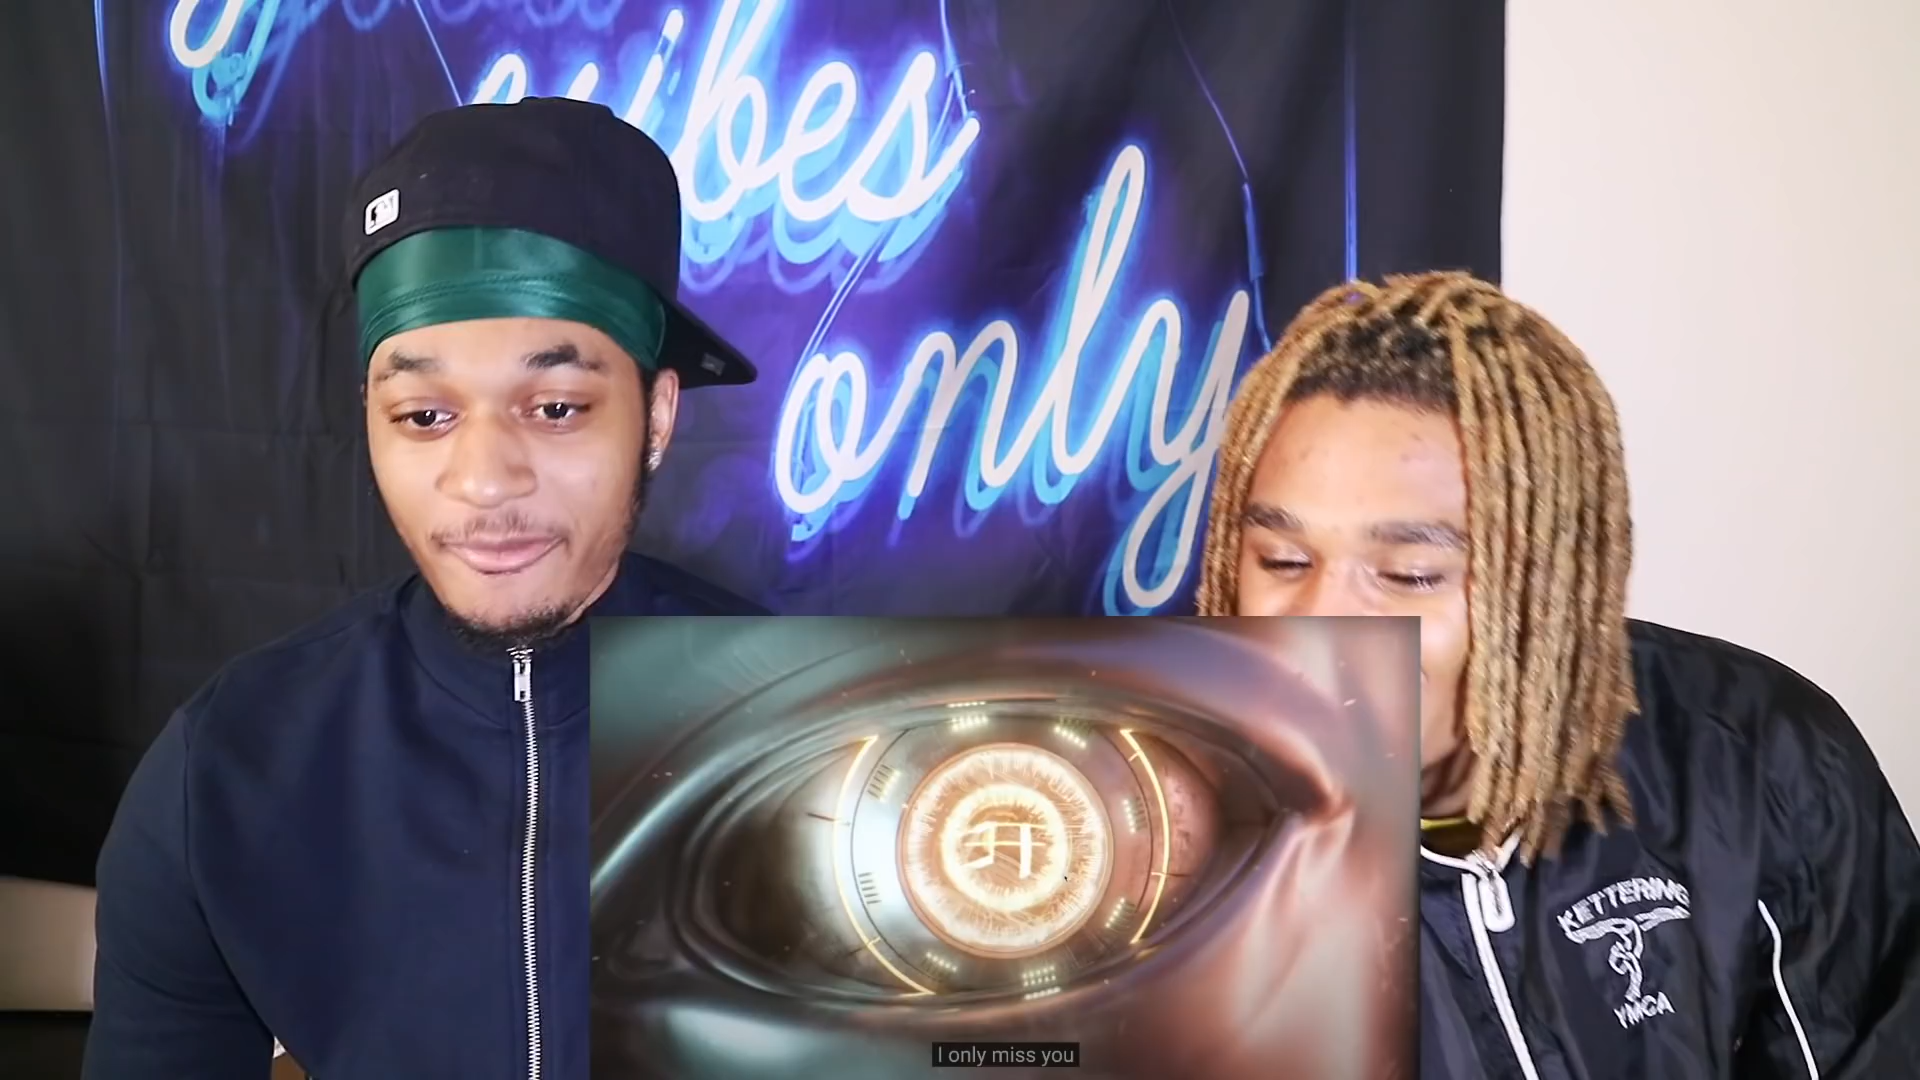 vibes
only
KETTERING
YMCA
I only miss you